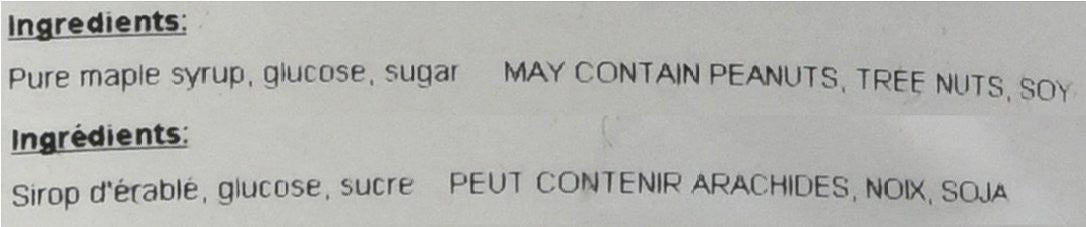 Ingredients:
Pure maple syrup, glucose, sugar MAY CONTAIN PEANUTS, TREE NUTS, SOY
Ingrédients:
Sirop d'érable, glucose, sucre PEUT CONTENIR ARACHIDES, NOIX, SOJA